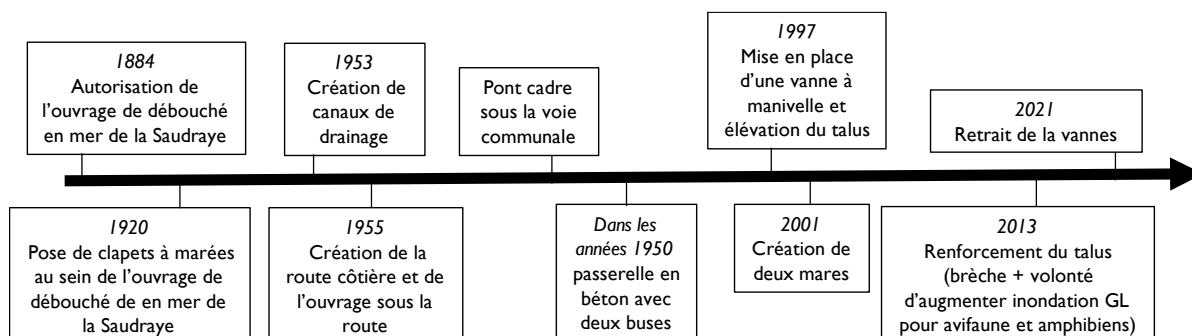 1884
Autorisation de
l'ouvrage de débouché
en mer de la Saudraye
1953
Création de
canaux de
drainage
Pont cadre
sous la voie
communale
1997
Mise en place
d'une vanne à
manivelle et
élévation du talus
2021
Retrait de la vannes
1920
Pose de clapets à marées
au sein de l'ouvrage de
débouché de en mer de
la Saudraye
1955
Création de la
route côtière et de
l'ouvrage sous la
route
Dans les
années 1950
passerelle en
béton avec
deux buses
2001
Création de
deux mares
2013
Renforcement du talus
(brèche + volonté
d'augmenter inondation GL
pour avifaune et amphibiens)